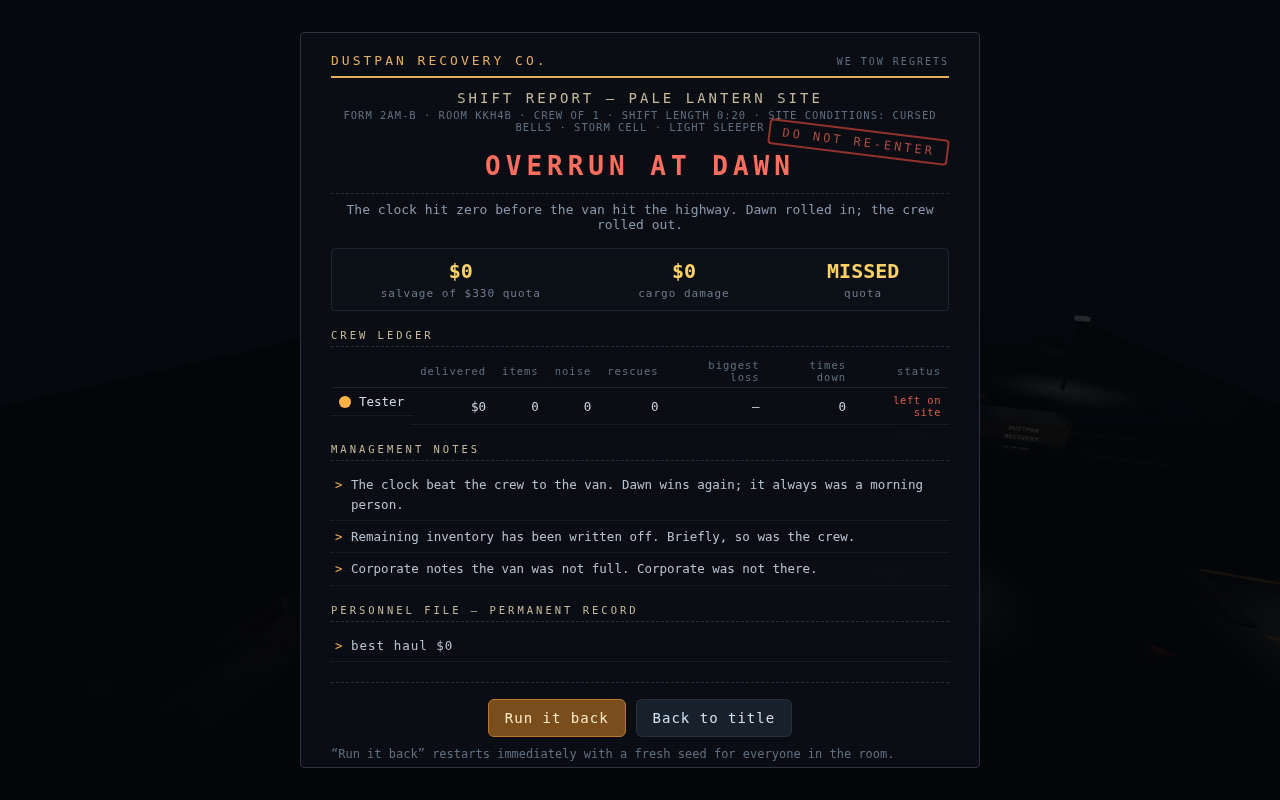 DUSTPAN RECOVERY CO.
WE TOW REGRETS
SHIFT REPORT — PALE LANTERN SITE
FORM 2AM-B · ROOM KKH4B · CREW OF 1 · SHIFT LENGTH 0:20 · SITE CONDITIONS: CURSED
BELLS · STORM CELL · LIGHT SLEEPER
DO NOT RE-ENTER
OVERRUN AT DAWN
The clock hit zero before the van hit the highway. Dawn rolled in; the crew
rolled out.
$0 $0 MISSED
salvage of $330 quota cargo damage quota
CREW LEDGER
delivered items noise rescues biggest loss times down status
Tester $0 0 0 0 — 0 left on site
MANAGEMENT NOTES
> The clock beat the crew to the van. Dawn wins again; it always was a morning
person.
> Remaining inventory has been written off. Briefly, so was the crew.
> Corporate notes the van was not full. Corporate was not there.
PERSONNEL FILE — PERMANENT RECORD
> best haul $0
Run it back Back to title
“Run it back” restarts immediately with a fresh seed for everyone in the room.
DUSTPAN
RECOVERY